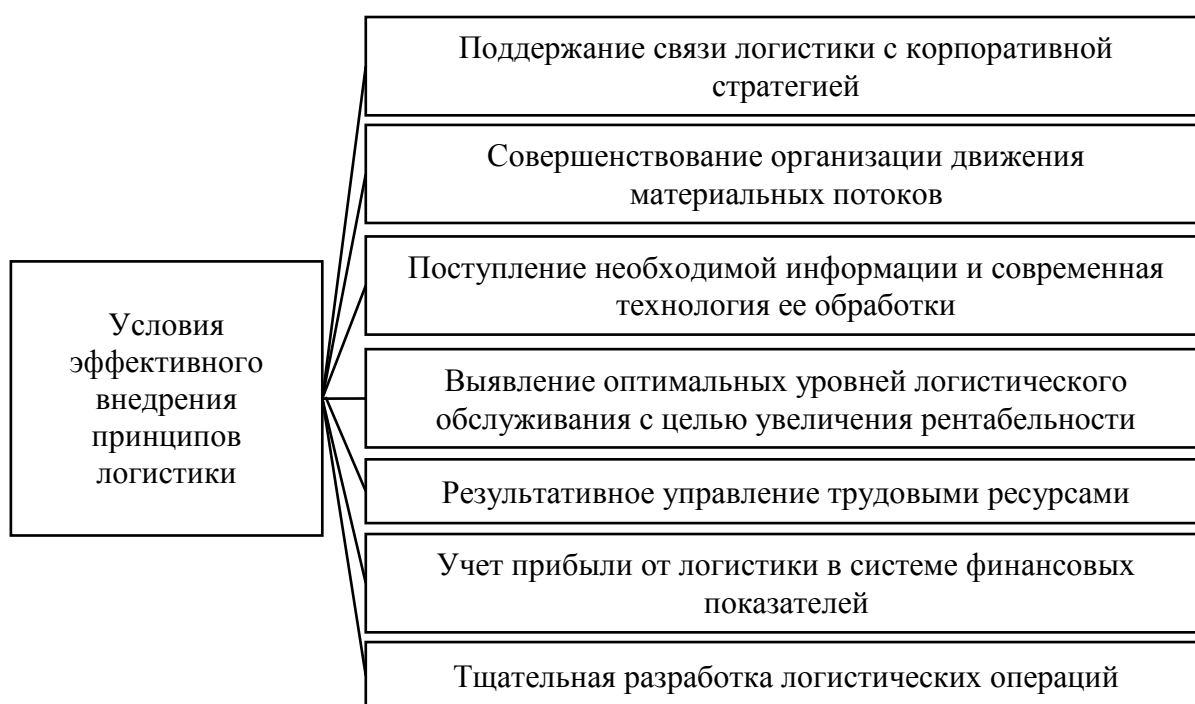 Поддержание связи логистики с корпоративной
стратегией
Совершенствование организации движения
материальных потоков
Поступление необходимой информации и современная
технология ее обработки
Условия
эффективного
внедрения
принципов
логистики
Выявление оптимальных уровней логистического
обслуживания с целью увеличения рентабельности
Результативное управление трудовыми ресурсами
Учет прибыли от логистики в системе финансовых
показателей
Тщательная разработка логистических операций